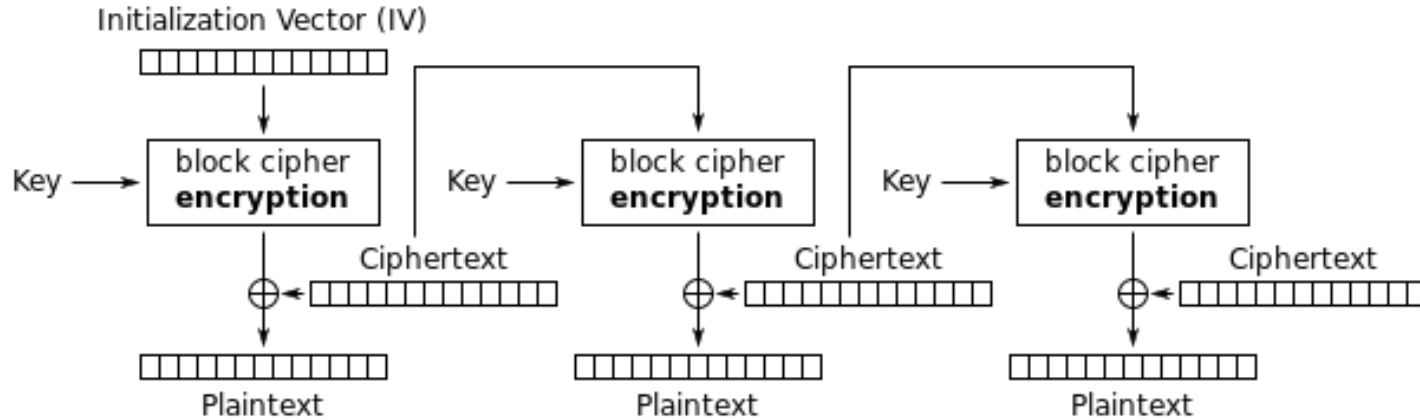 Initialization Vector (IV)
Key
block cipher
encryption
Key
block cipher
encryption
Key
block cipher
encryption
Ciphertext
Ciphertext
Ciphertext
Plaintext
Plaintext
Plaintext